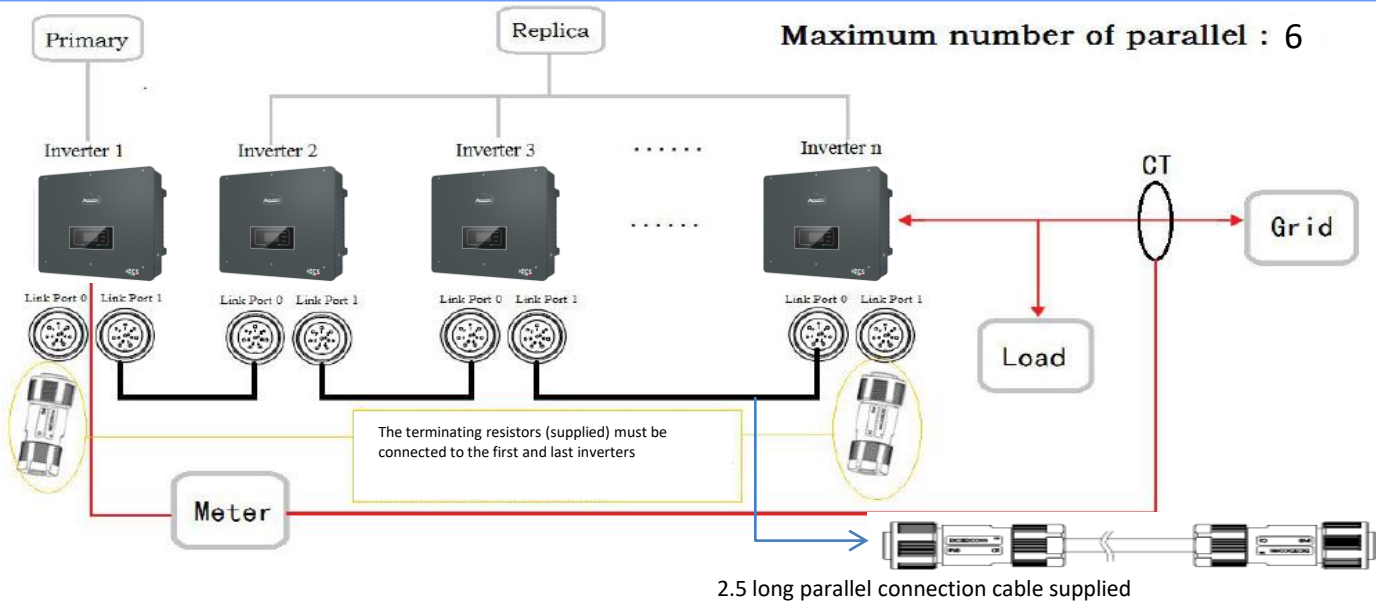 Primary
Replica
Maximum number of parallel : 6
Inverter 1
Inverter 2
Inverter 3
......
Inverter n
......
CT
Grid
Load
Link Port 0 Link Port 1
Link Port 0 Link Port 1
Link Port 0 Link Port 1
Link Port 0 Link Port 1
The terminating resistors (supplied) must be
connected to the first and last inverters
Meter
2.5 long parallel connection cable supplied